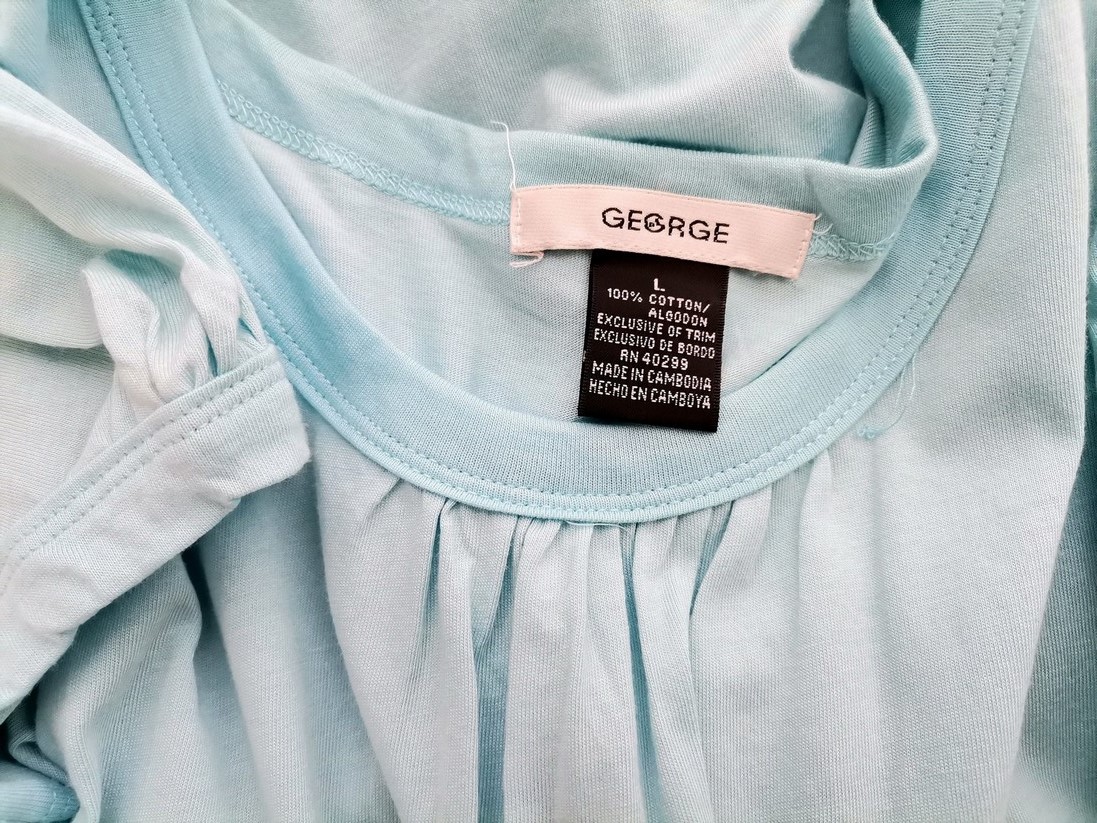 GEORGE
L
100% COTTON/
ALGODON
EXCLUSIVE OF TRIM
EXCLUSIVO DE BORDO
RN 40299
MADE IN CAMBODIA
HECHO EN CAMBOYA